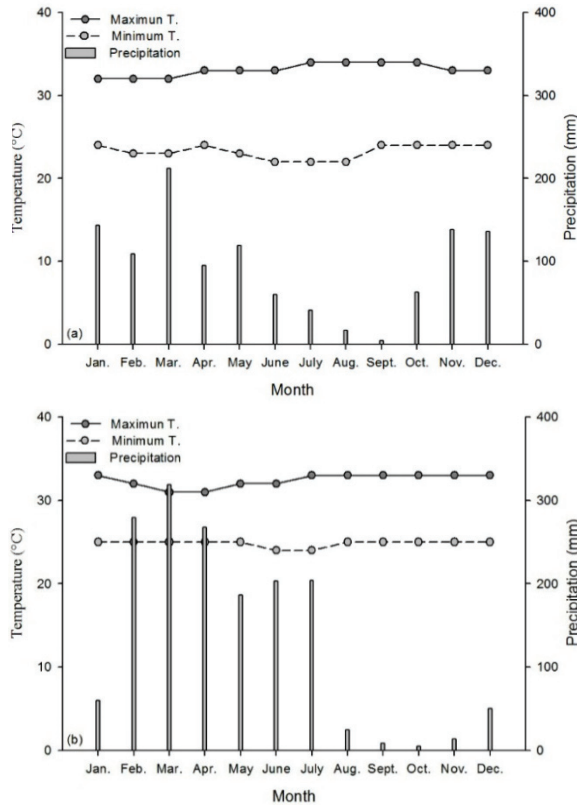 40
400
Maximun T.
Minimum T.
Precipitation
30
300
Temperature (°C)
20
200
Precipitation (mm)
10
100
(a)
0
0
Jan. Feb. Mar. Apr. May June July Aug. Sept. Oct. Nov. Dec.
Month
40
400
Maximun T.
Minimum T.
Precipitation
30
300
Temperature (°C)
20
200
Precipitation (mm)
10
100
(b)
0
0
Jan. Feb. Mar. Apr. May June July Aug. Sept. Oct. Nov. Dec.
Month